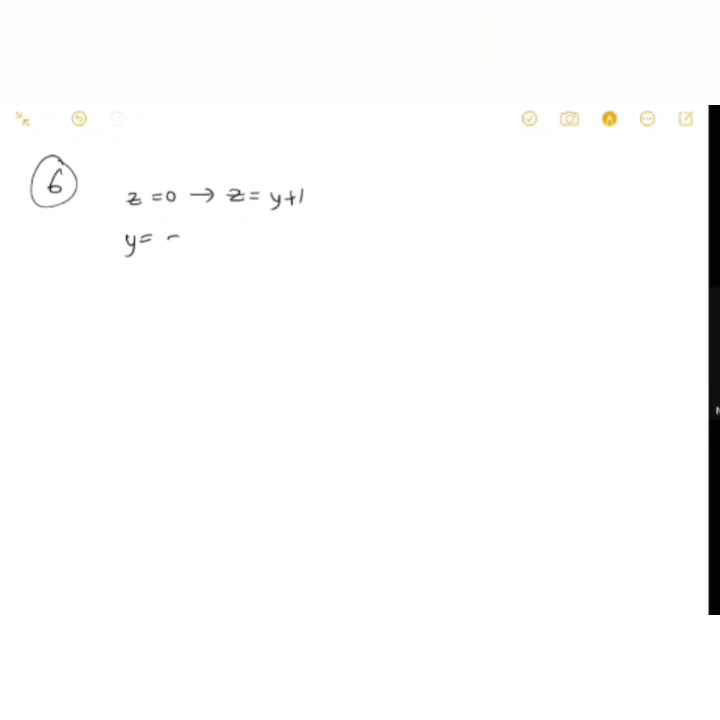 6
z = 0 → z = y+1
y = -